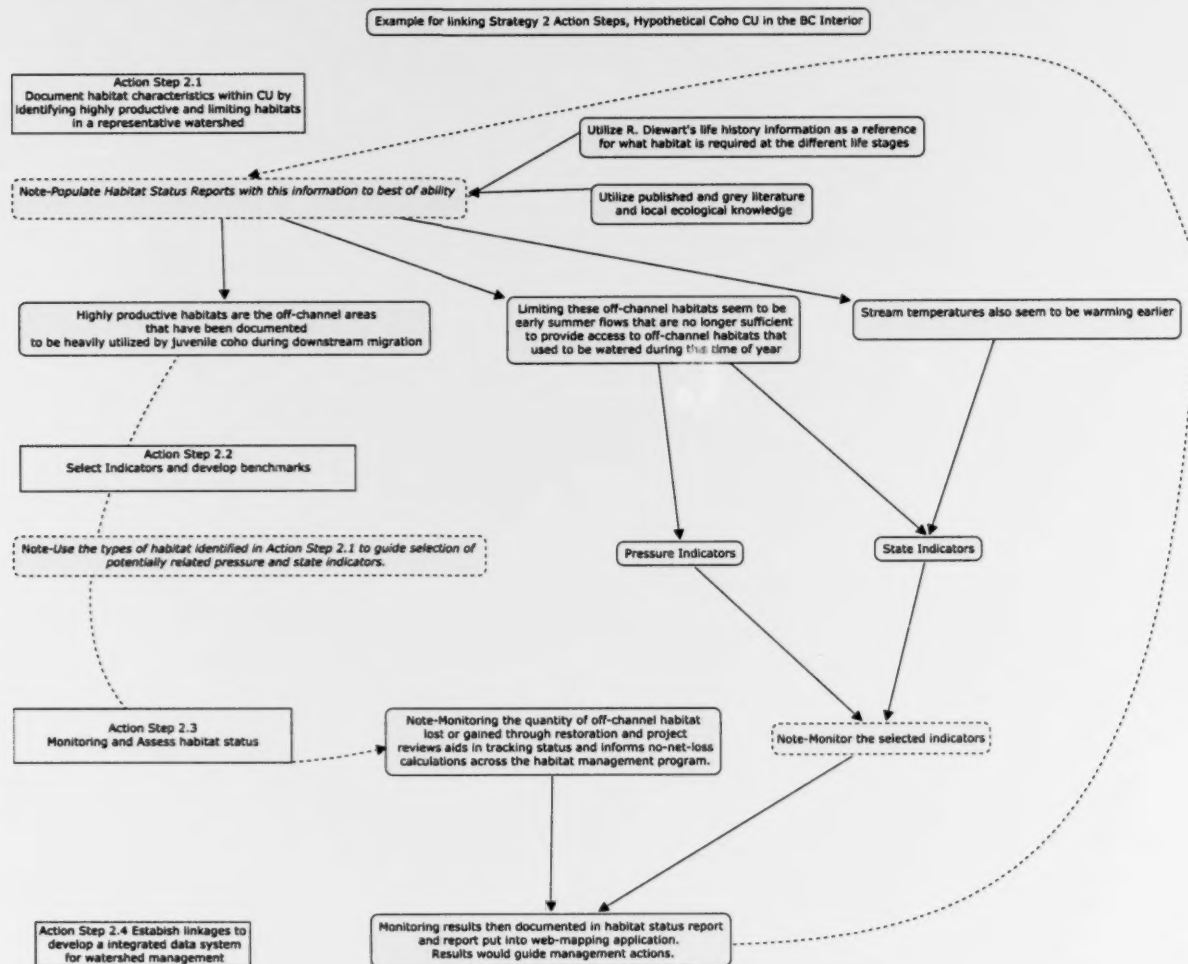 Example for linking Strategy 2 Action Steps, Hypothetical Coho CU in the BC Interior
Action Step 2.1
Document habitat characteristics within CU by
identifying highly productive and limiting habitats
in a representative watershed
Utilize R. Diewart's life history information as a reference
for what habitat is required at the different life stages
Note-Populate Habitat Status Reports with this information to best of ability
Utilize published and grey literature
and local ecological knowledge
Highly productive habitats are the off-channel areas
that have been documented
to be heavily utilized by juvenile coho during downstream migration
Limiting these off-channel habitats seem to be
early summer flows that are no longer sufficient
to provide access to off-channel habitats that
used to be watered during this time of year
Stream temperatures also seem to be warming earlier
Action Step 2.2
Select Indicators and develop benchmarks
Note-Use the types of habitat identified in Action Step 2.1 to guide selection of
potentially related pressure and state indicators.
Pressure Indicators
State Indicators
Action Step 2.3
Monitoring and Assess habitat status
Note-Monitoring the quantity of off-channel habitat
lost or gained through restoration and project
reviews aids in tracking status and informs no-net-loss
calculations across the habitat management program.
Note-Monitor the selected indicators
Action Step 2.4 Estabish linkages to
develop a integrated data system
for watershed management
Monitoring results then documented in habitat status report
and report put into web-mapping application.
Results would guide management actions.